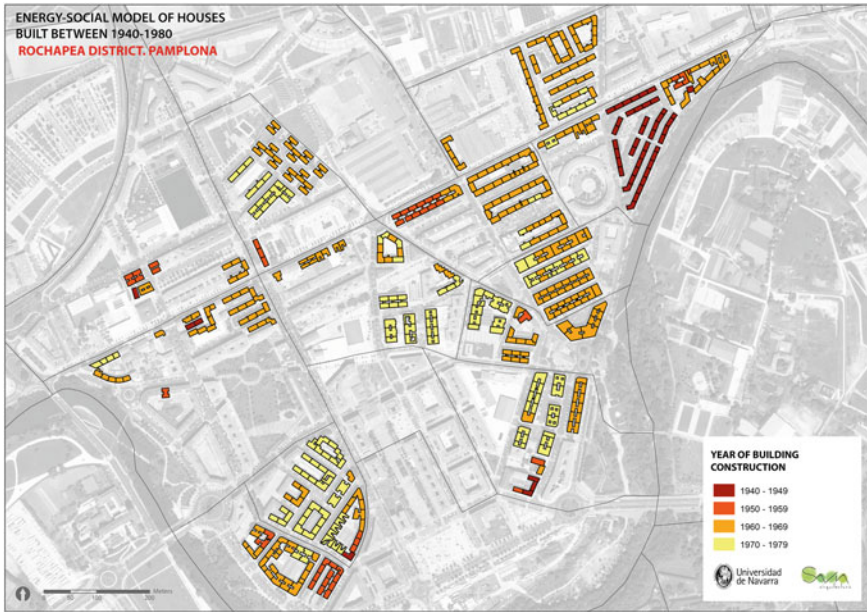 ENERGY-SOCIAL MODEL OF HOUSES
BUILT BETWEEN 1940-1980
ROCHAPEA DISTRICT. PAMPLONA
YEAR OF BUILDING
CONSTRUCTION
1940 - 1949
1950 - 1959
1960 - 1969
1970 - 1979
Universidad
de Navarra
Meters